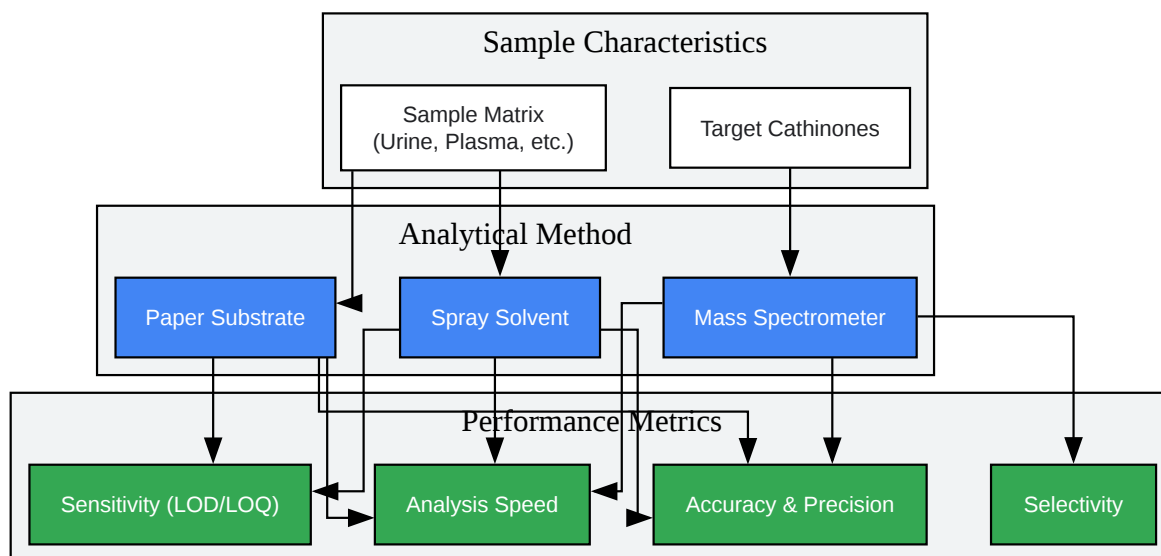 Sample Characteristics
Sample Matrix
(Urine, Plasma, etc.)
Target Cathinones
Analytical Method
Paper Substrate
Spray Solvent
Mass Spectrometer
Performance Metrics
Sensitivity (LOD/LOQ)
Analysis Speed
Accuracy & Precision
Selectivity